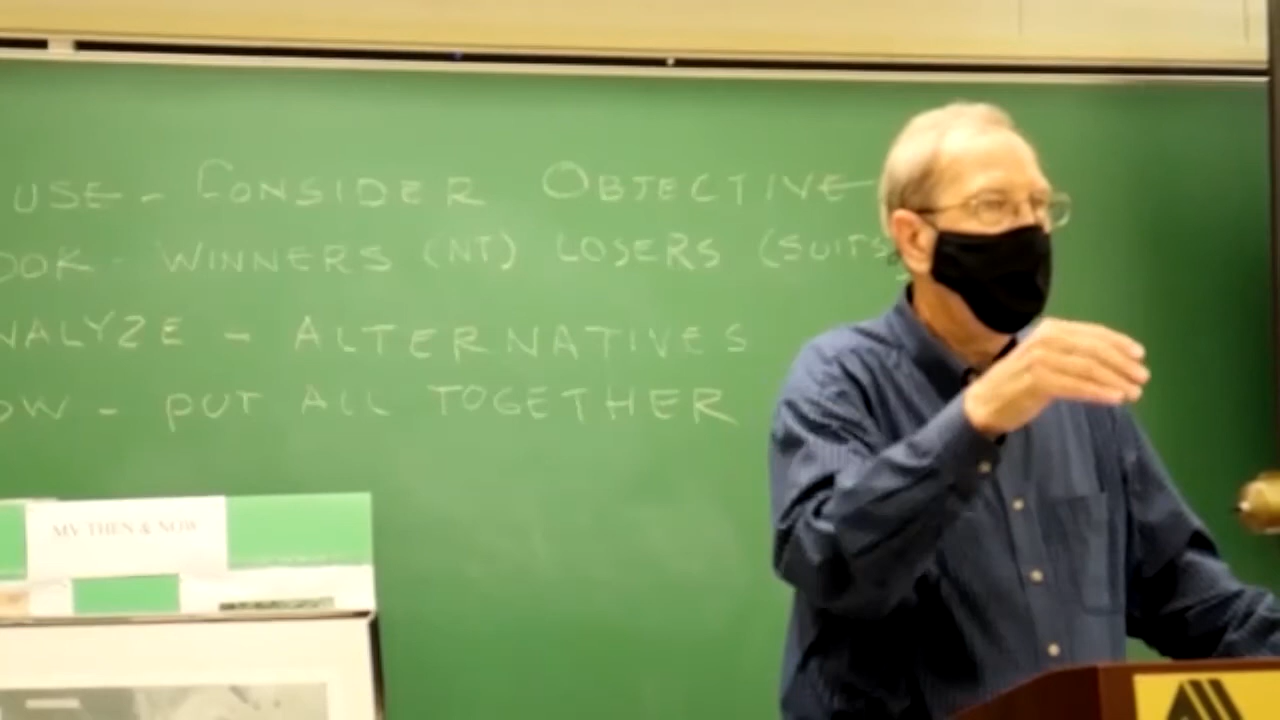 USE - CONSIDER OBJECTIVE
OOK - WINNERS (NT) LOSERS (SUITS
NALYZE - ALTERNATIVES
OW - PUT ALL TOGETHER
MY THEN & NOW